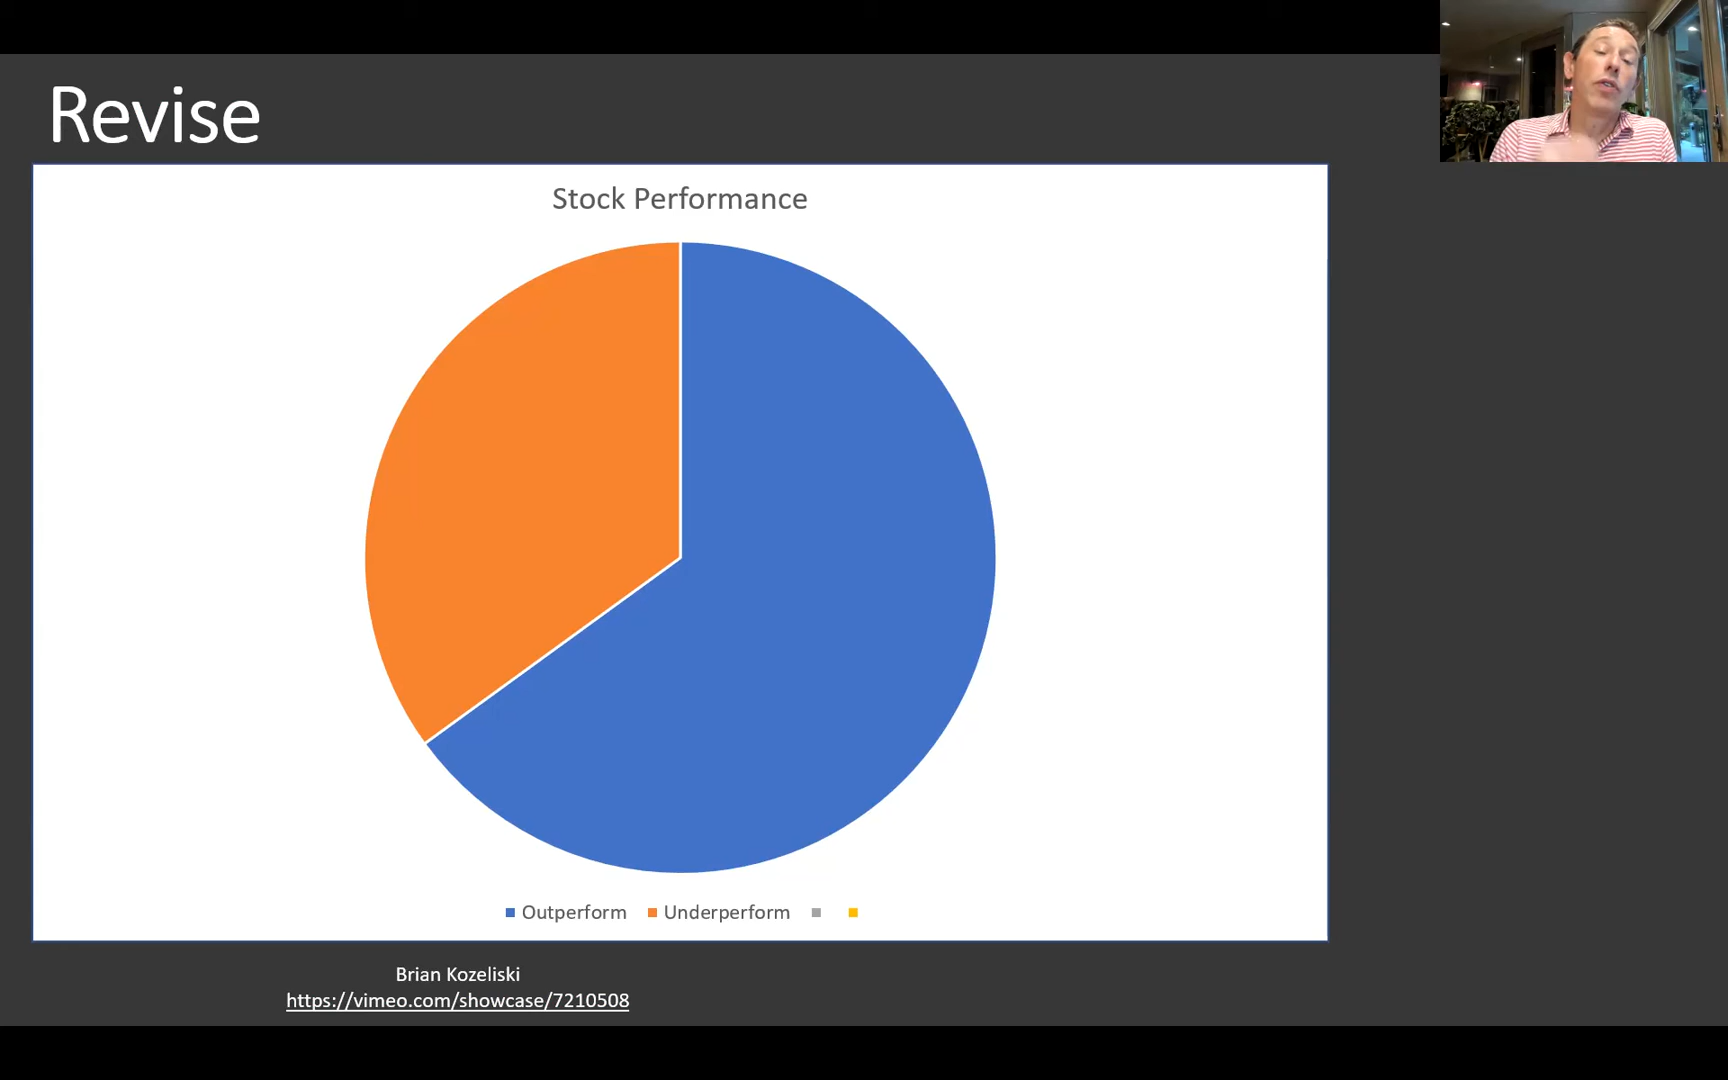 Revise
Stock Performance
Outperform Underperform
Brian Kozeliski
https://vimeo.com/showcase/7210508